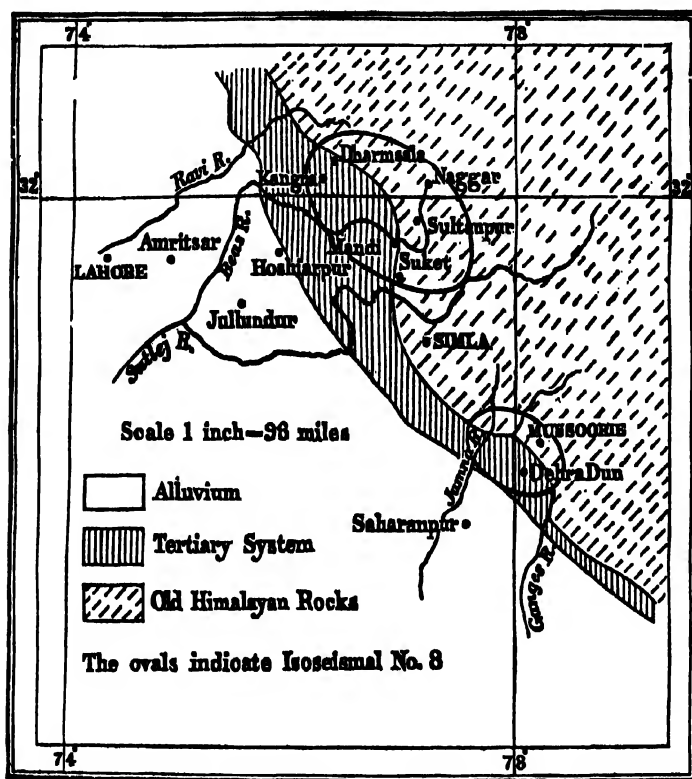 74°
78°
Ravi R.
Dharmsala
Kangra
Naggar
32°
32°
Sultanpur
Amritsar
Beas R.
Mandi
LAHORE
Hoshiarpur
Suket
Jullundur
SIMLA
Sutlej R.
Scale 1 inch=96 miles
MUSSOORIE
Jumna R.
Dehra Dun
Alluvium
Saharanpur
Tertiary System
Ganges R.
Old Himalayan Rocks
The ovals indicate Isoseismal No. 8
74°
78°